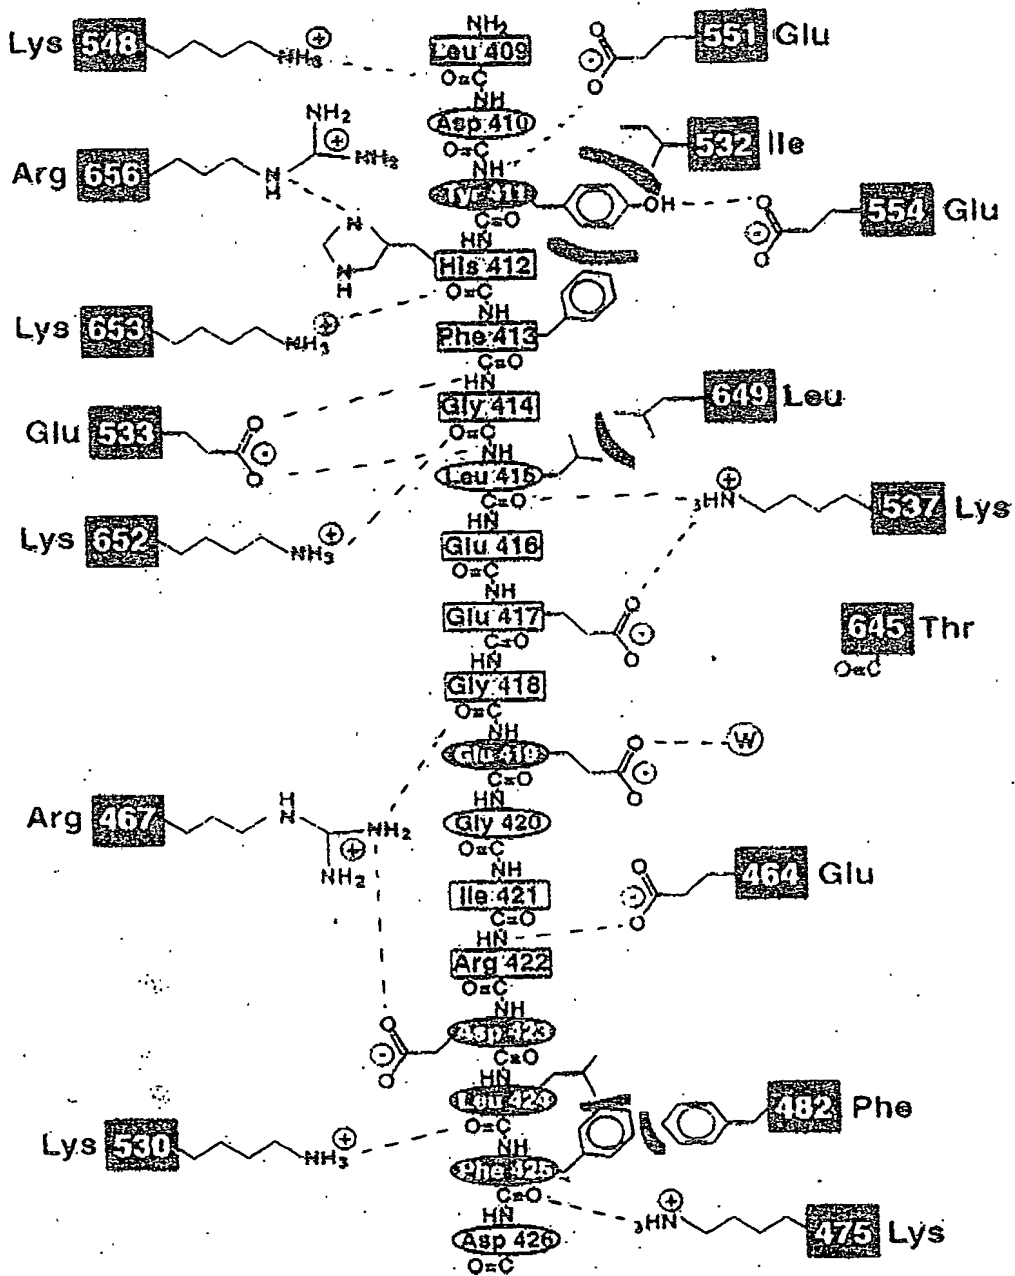 Lys 548 NH₃ ⊕
NH₂
Leu 409
551 Glu
O=C
NH
Asp 410
NH₂
NH₂
Arg 656
N
H
O=C
NH
Tyr 411
532 Ile
OH
554 Glu
C=O
HN
N
N
H
His 412
O=C
NH
Lys 653 NH₃
Phe 413
C=O
HN
Gly 414
649 Leu
Glu 533
O
O
O=C
NH
Leu 415
C=O
₃HN
537 Lys
HN
Lys 652 NH₃
Glu 416
O=C
NH
Glu 417
O
O
645 Thr
O=C
C=O
HN
Gly 418
O=C
NH
Glu 419
O
O
W
C=O
HN
Arg 467
H
N
NH₂
NH₂
Gly 420
O=C
NH
464 Glu
O
O
Ile 421
C=O
HN
Arg 422
O=C
NH
O
O
Asp 423
C=O
HN
Leu 424
482 Phe
Lys 530 NH₃
O=C
NH
Phe 425
C=O
HN
₃HN
475 Lys
Asp 426
O=C